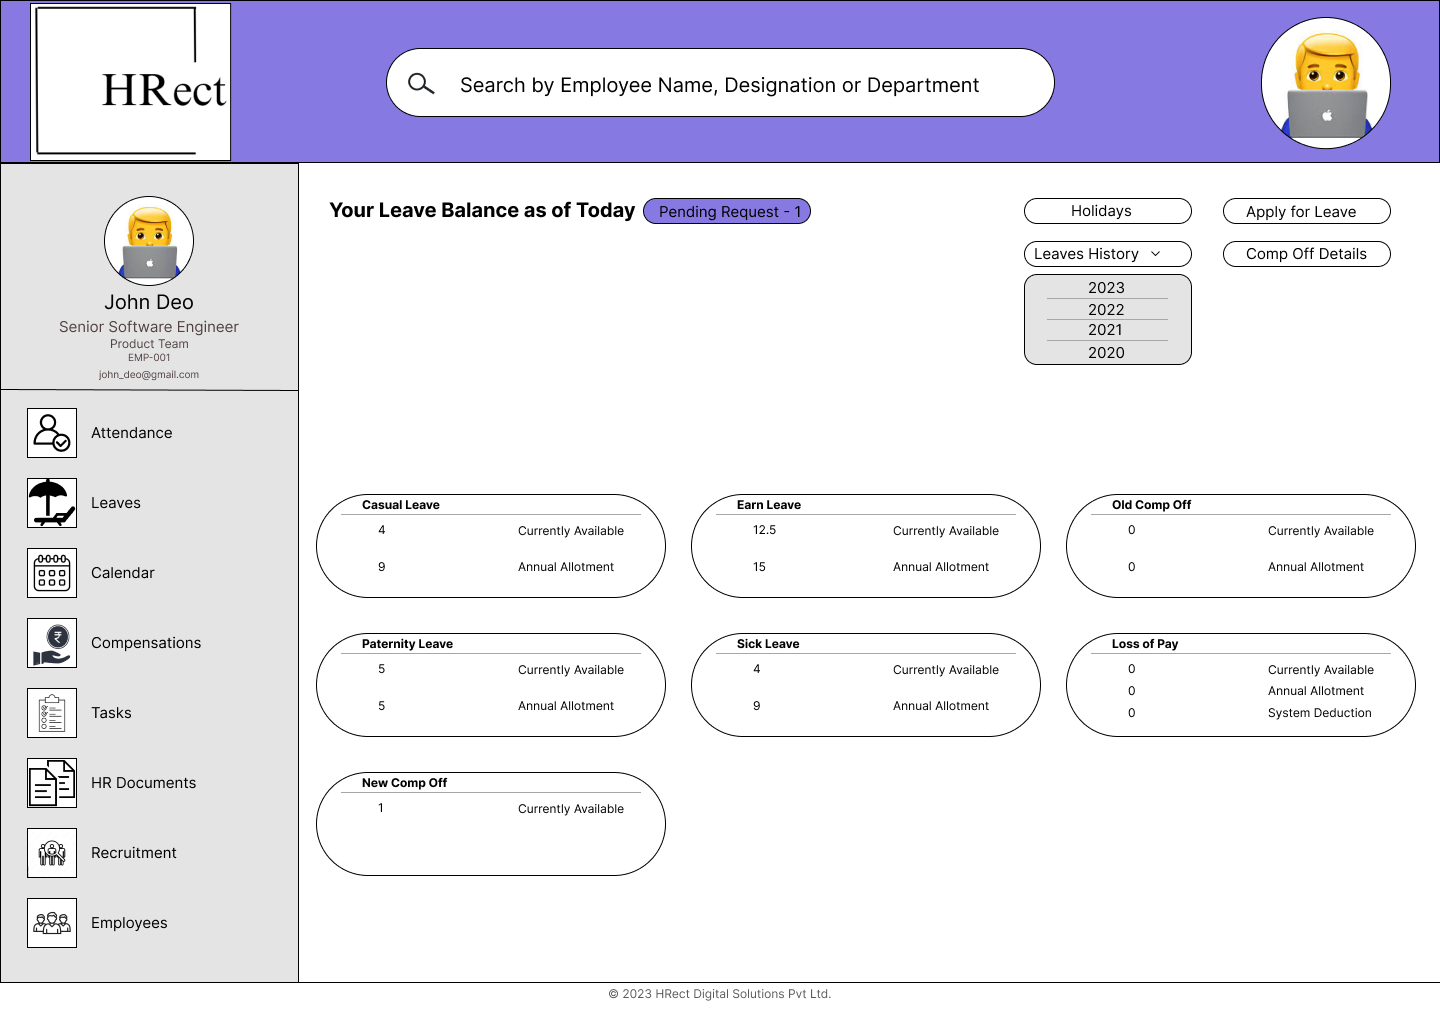 HRect
Search by Employee Name, Designation or Department
John Deo
Senior Software Engineer
Product Team
EMP-001
john_deo@gmail.com
Attendance
Leaves
Calendar
Compensations
Tasks
HR Documents
Recruitment
Employees
Your Leave Balance as of Today
Pending Request - 1
Holidays
Apply for Leave
Leaves History
Comp Off Details
2023
2022
2021
2020
Casual Leave
4 Currently Available
9 Annual Allotment
Earn Leave
12.5 Currently Available
15 Annual Allotment
Old Comp Off
0 Currently Available
0 Annual Allotment
Paternity Leave
5 Currently Available
5 Annual Allotment
Sick Leave
4 Currently Available
9 Annual Allotment
Loss of Pay
0 Currently Available
0 Annual Allotment
0 System Deduction
New Comp Off
1 Currently Available
© 2023 HRect Digital Solutions Pvt Ltd.